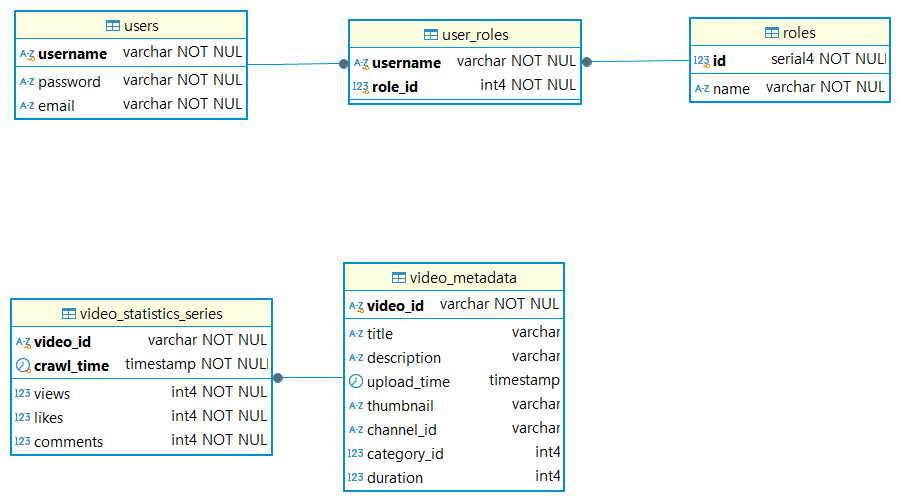 users
A-Z username varchar NOT NUL
A-Z password varchar NOT NUL
A-Z email varchar NOT NUL
user_roles
A-Z username varchar NOT NUL
123 role_id int4 NOT NUL
roles
123 id serial4 NOT NULL
A-Z name varchar NOT NUL
video_statistics_series
A-Z video_id varchar NOT NUL
crawl_time timestamp NOT NULL
123 views int4 NOT NUL
123 likes int4 NOT NUL
123 comments int4 NOT NUL
video_metadata
A-Z video_id varchar NOT NUL
A-Z title varchar
A-Z description varchar
upload_time timestamp
A-Z thumbnail varchar
A-Z channel_id varchar
123 category_id int4
123 duration int4